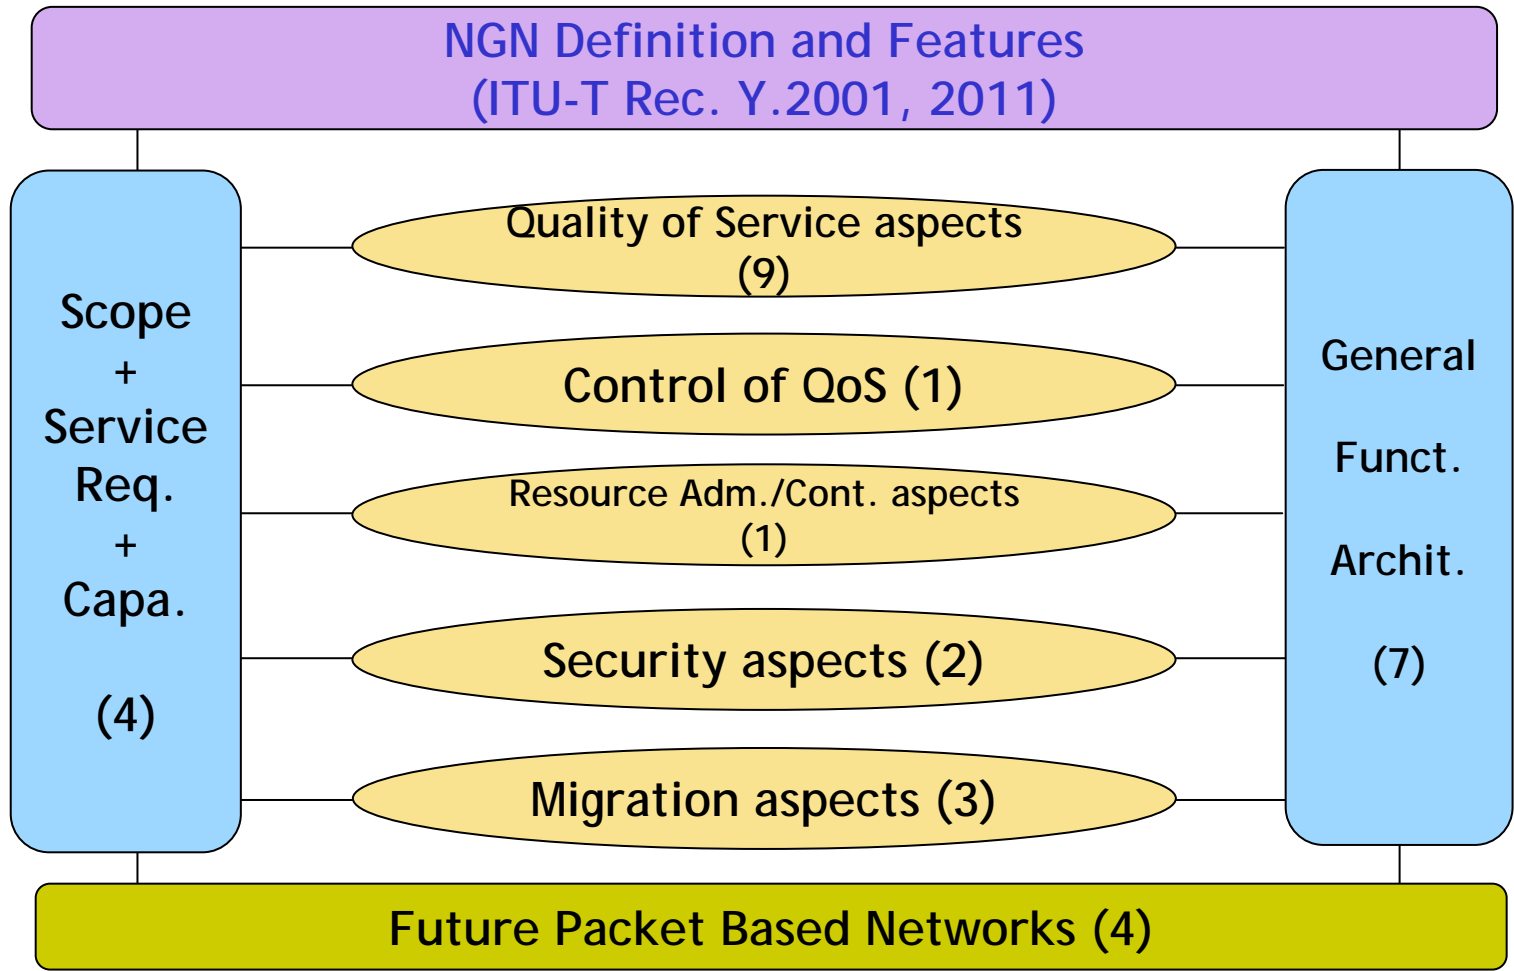 NGN Definition and Features
(ITU-T Rec. Y.2001, 2011)
Scope
+
Service
Req.
+
Capa.
(4)
Quality of Service aspects
(9)
Control of QoS (1)
Resource Adm./Cont. aspects
(1)
Security aspects (2)
Migration aspects (3)
General
Funct.
Archit.
(7)
Future Packet Based Networks (4)